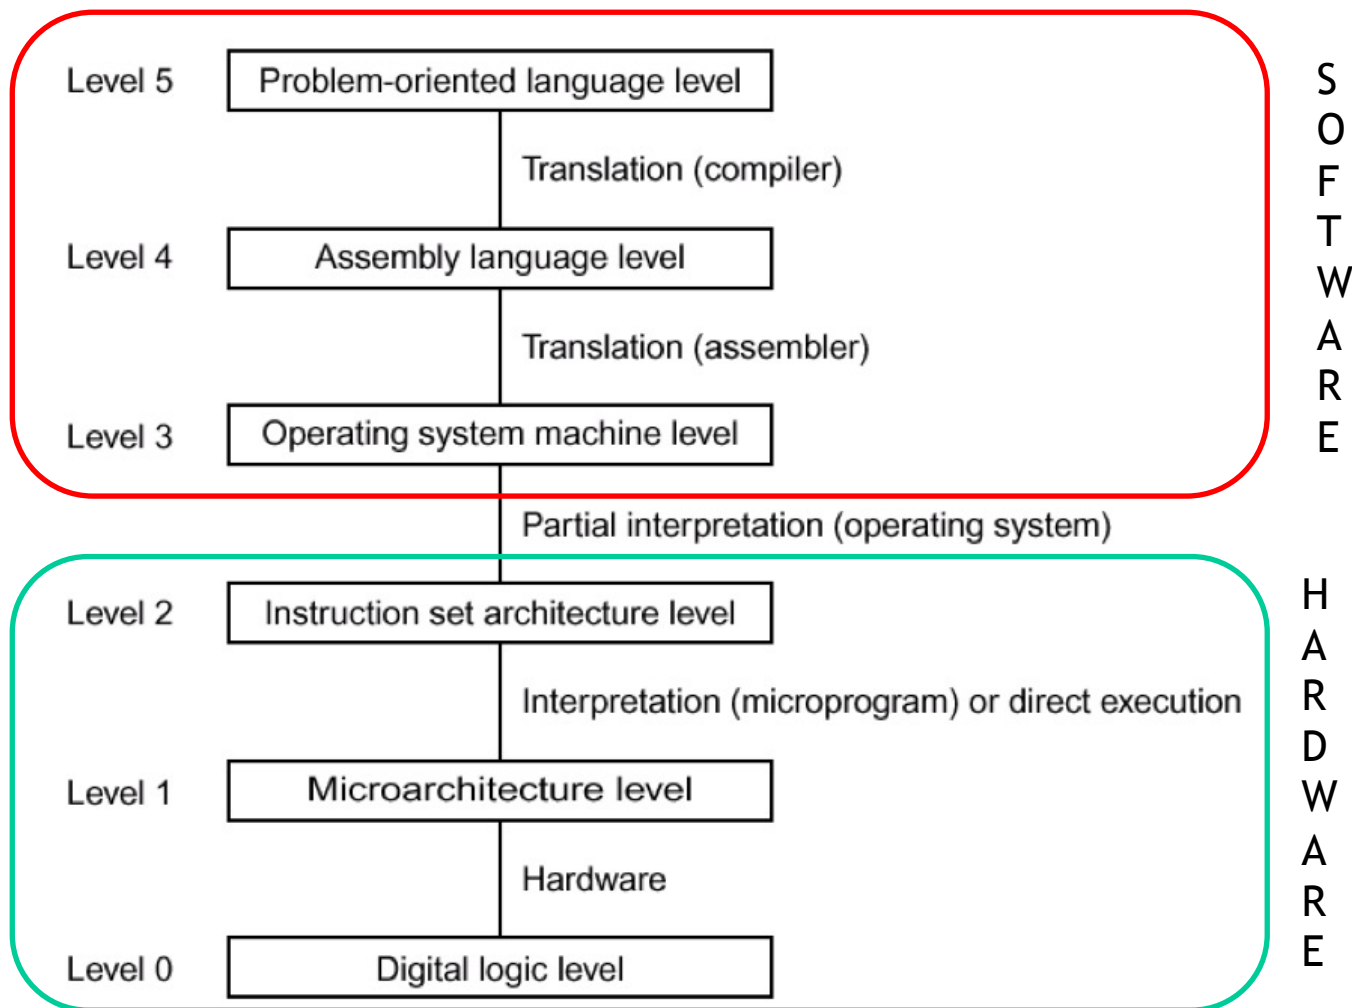 Level 5 Problem-oriented language level
Translation (compiler)
Level 4 Assembly language level
Translation (assembler)
Level 3 Operating system machine level
Partial interpretation (operating system)
Level 2 Instruction set architecture level
Interpretation (microprogram) or direct execution
Level 1 Microarchitecture level
Hardware
Level 0 Digital logic level
SOFTWARE
HARDWARE